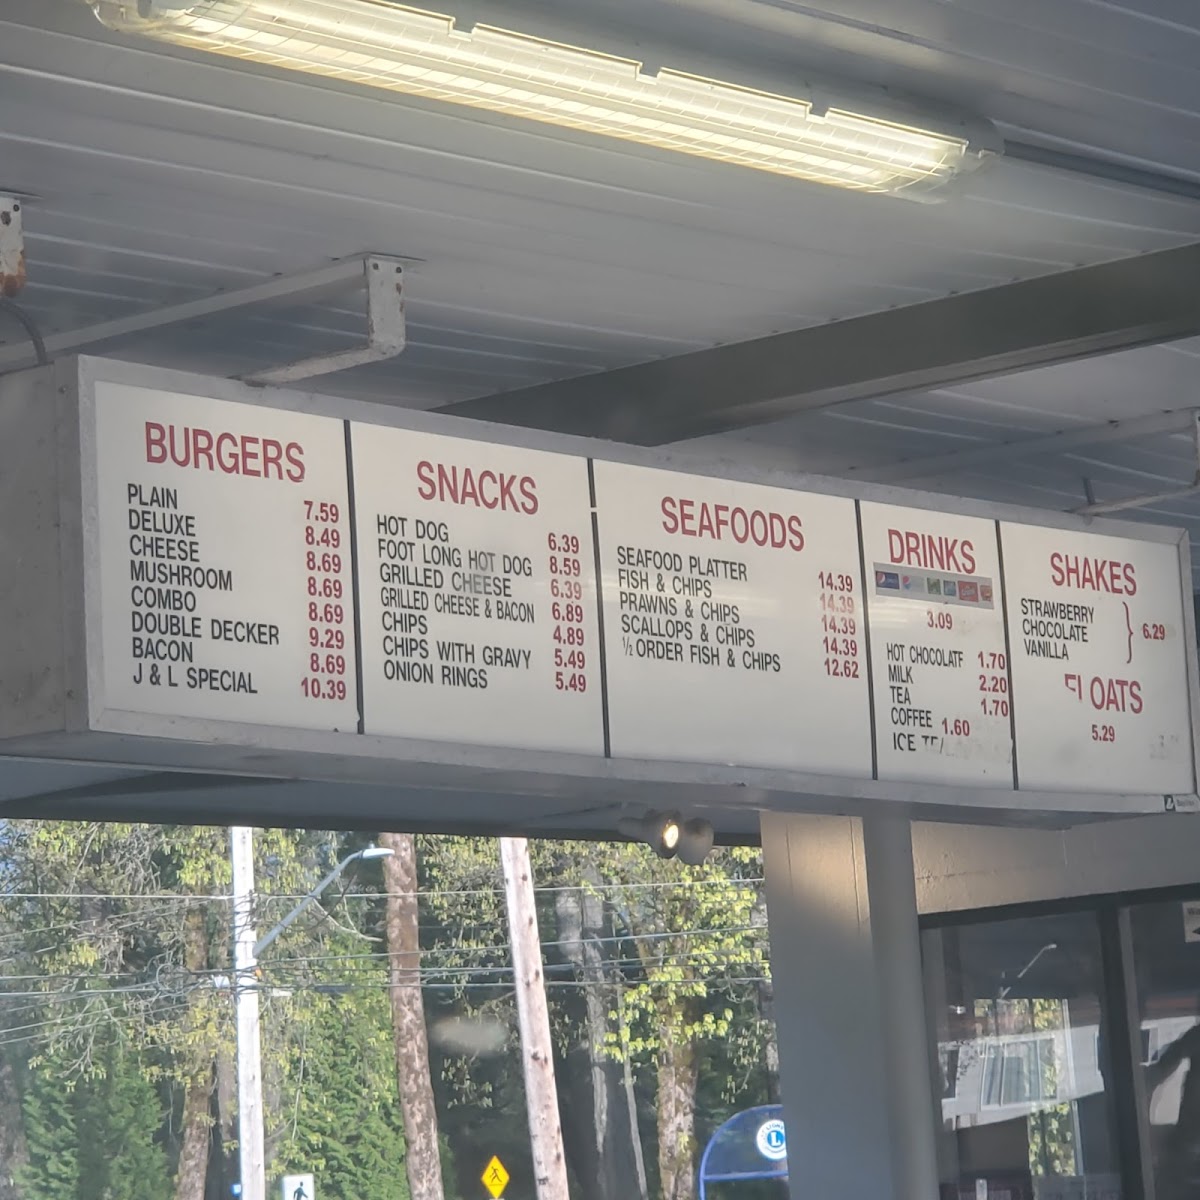 BURGERS
PLAIN 7.59
DELUXE 8.49
CHEESE 8.69
MUSHROOM 8.69
COMBO 8.69
DOUBLE DECKER 9.29
BACON 8.69
J & L SPECIAL 10.39
SNACKS
HOT DOG 6.39
FOOT LONG HOT DOG 8.59
GRILLED CHEESE 6.39
GRILLED CHEESE & BACON 6.89
CHIPS 4.89
CHIPS WITH GRAVY 5.49
ONION RINGS 5.49
SEAFOODS
SEAFOOD PLATTER 14.39
FISH & CHIPS 14.39
PRAWNS & CHIPS 14.39
SCALLOPS & CHIPS 14.39
½ ORDER FISH & CHIPS 12.62
DRINKS
3.09
HOT CHOCOLATE 1.70
MILK 2.20
TEA 1.70
COFFEE 1.60
ICE TEA
SHAKES
STRAWBERRY
CHOCOLATE 6.29
VANILLA
FLOATS
5.29
L